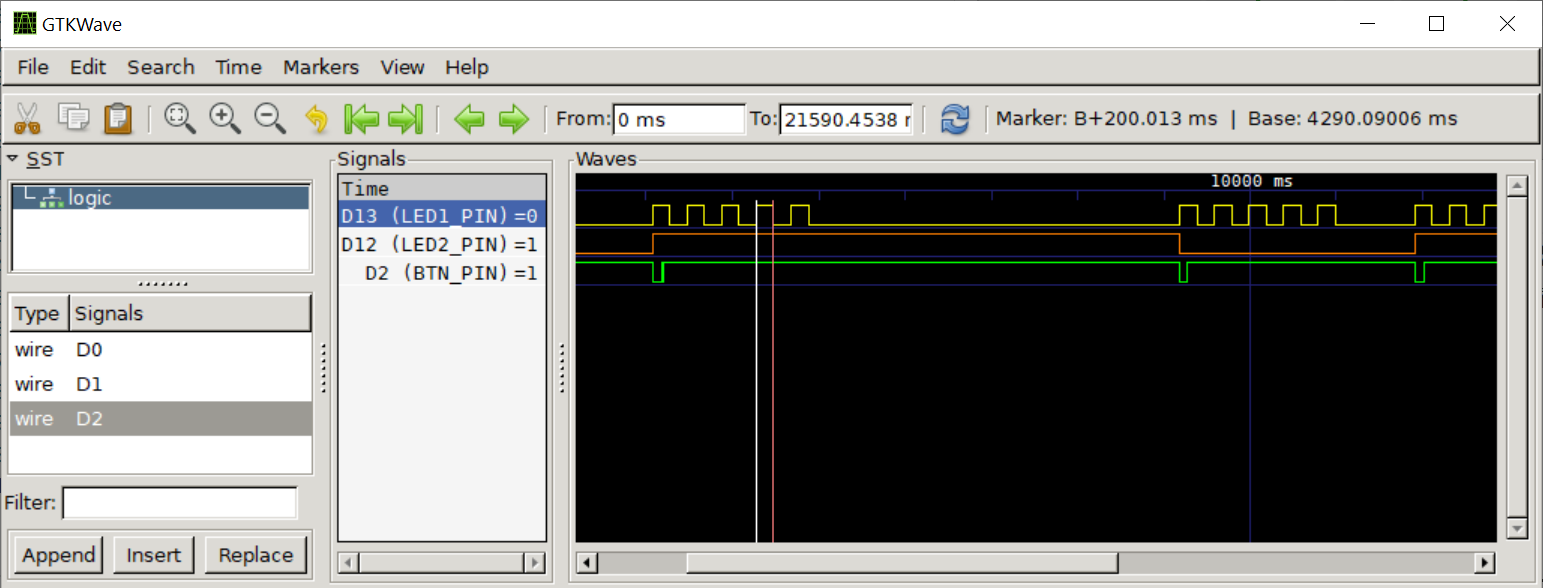 GTKWave
File Edit Search Time Markers View Help
From: 0 ms To: 21590.4538 r Marker: B+200.013 ms | Base: 4290.09006 ms
SST
logic
Type Signals
wire D0
wire D1
wire D2
Filter:
Append Insert Replace
Signals
Time
D13 (LED1_PIN)=0
D12 (LED2_PIN)=1
D2 (BTN_PIN)=1
Waves
10000 ms